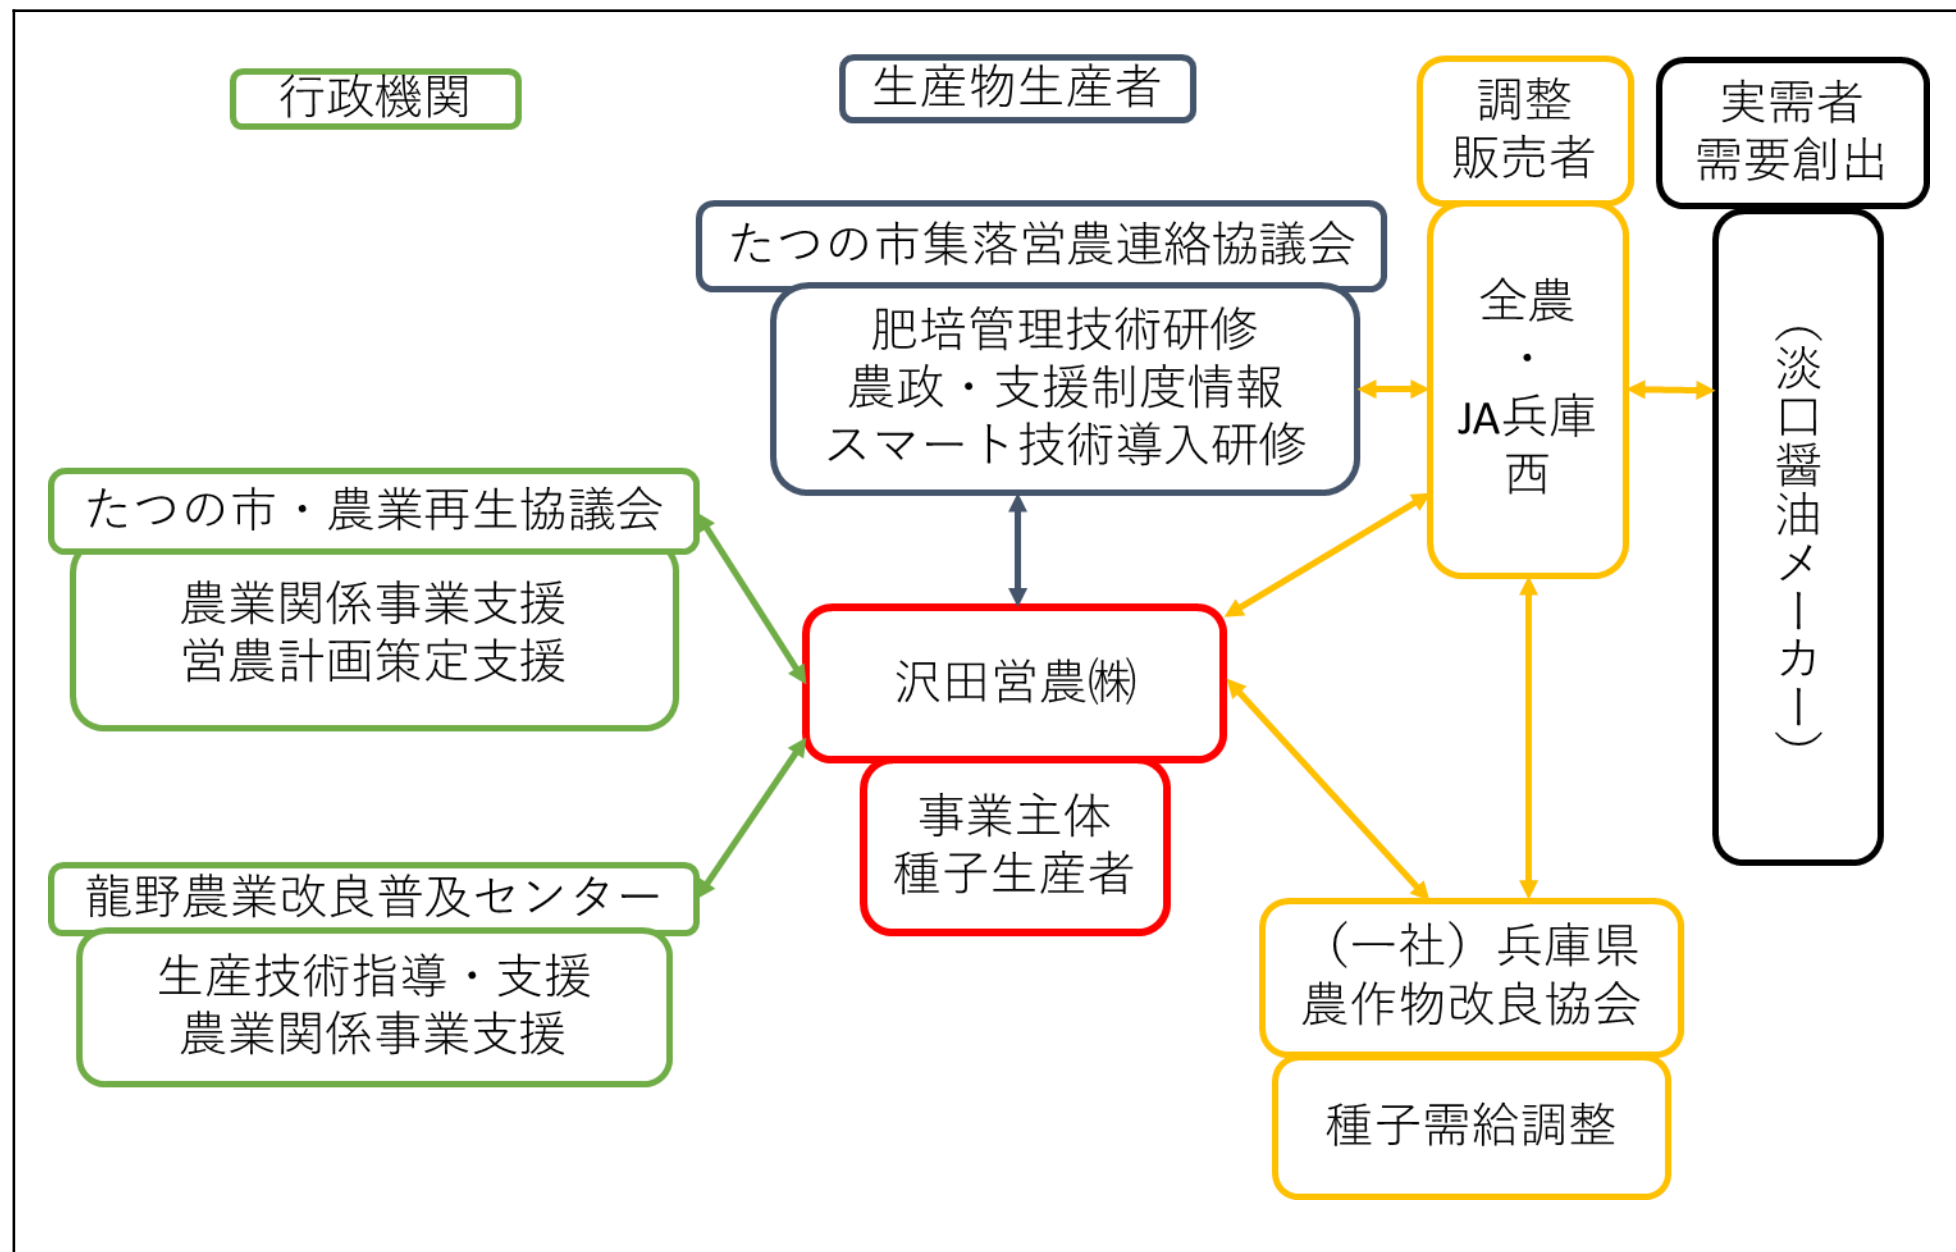 行政機関
生産物生産者
調整
販売者
実需者
需要創出
たつの市集落営農連絡協議会
肥培管理技術研修
農政・支援制度情報
スマート技術導入研修
全農
・
JA兵庫
西
（淡口醤油メーカー）
たつの市・農業再生協議会
農業関係事業支援
営農計画策定支援
沢田営農㈱
事業主体
種子生産者
龍野農業改良普及センター
生産技術指導・支援
農業関係事業支援
（一社）兵庫県
農作物改良協会
種子需給調整